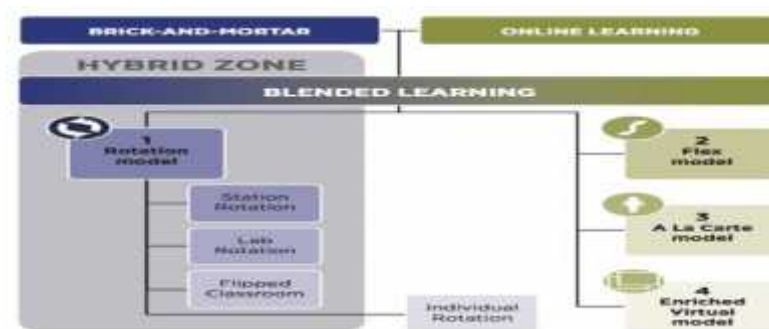 BRICK-AND-MORTAR
ONLINE LEARNING
HYBRID ZONE
BLENDED LEARNING
1
Rotation
model
Station
Rotation
Lab
Rotation
Flipped
Classroom
Individual
Rotation
2
Flex
model
3
A La Carte
model
4
Enriched
Virtual
model